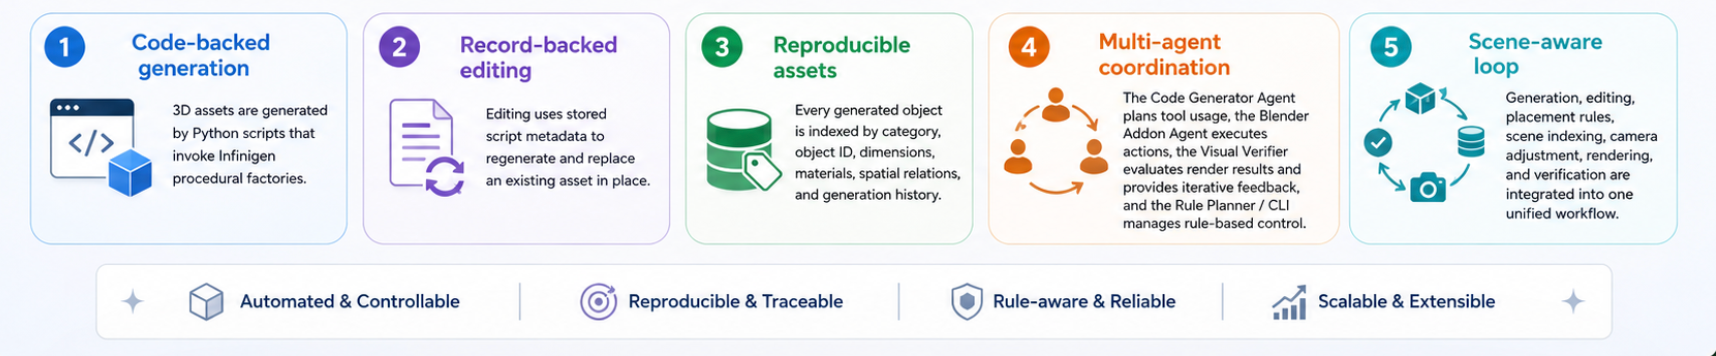 1
Code-backed
generation
3D assets are generated
by Python scripts that
invoke Infinigen
procedural factories.
</>
2
Record-backed
editing
Editing uses stored
script metadata to
regenerate and replace
an existing asset in place.
3
Reproducible
assets
Every generated object
is indexed by category,
object ID, dimensions,
materials, spatial relations,
and generation history.
4
Multi-agent
coordination
The Code Generator Agent
plans tool usage, the Blender
Addon Agent executes
actions, the Visual Verifier
evaluates render results and
provides iterative feedback,
and the Rule Planner / CLI
manages rule-based control.
5
Scene-aware
loop
Generation, editing,
placement rules,
scene indexing, camera
adjustment, rendering,
and verification are
integrated into one
unified workflow.
Automated & Controllable
Reproducible & Traceable
Rule-aware & Reliable
Scalable & Extensible